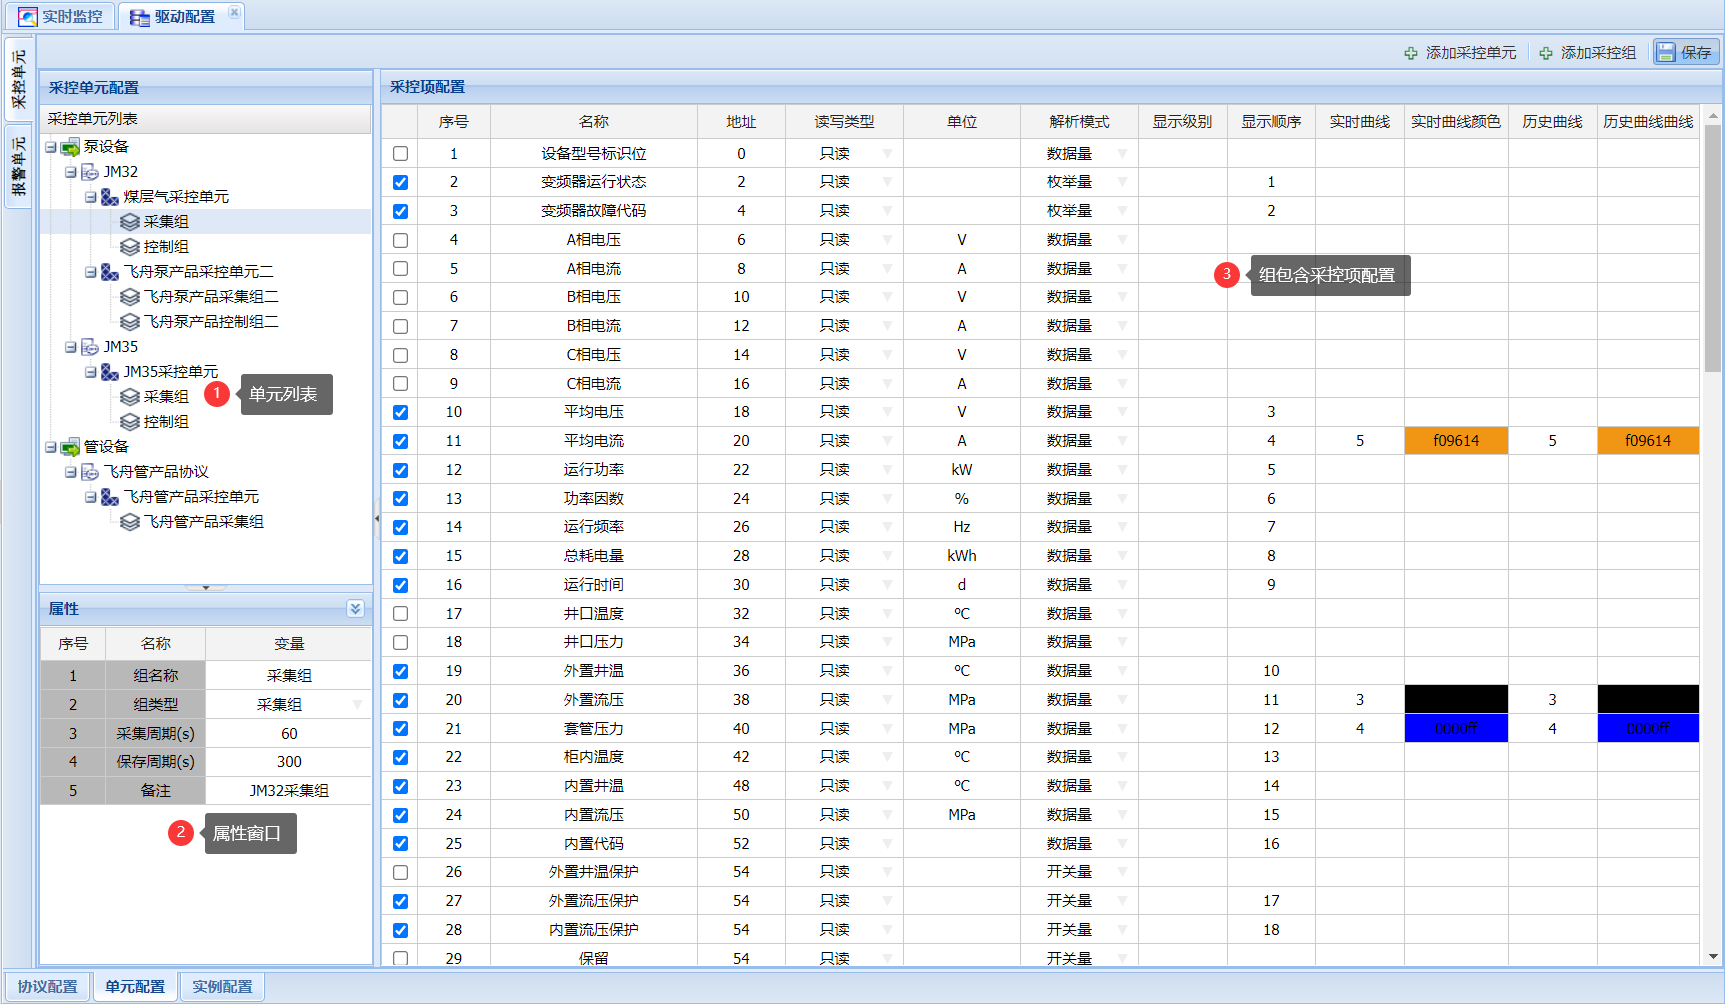 实时监控 驱动配置
采控单元
报警单元
添加采控单元 添加采控组 保存
采控单元配置
采控单元列表
泵设备
JM32
煤层气采控单元
采集组
控制组
飞舟泵产品采控单元二
飞舟泵产品采集组二
飞舟泵产品控制组二
JM35
JM35采控单元
采集组
控制组
管设备
飞舟管产品协议
飞舟管产品采控单元
飞舟管产品采集组
1 单元列表
属性
序号 名称 变量
1 组名称 采集组
2 组类型 采集组
3 采集周期(s) 60
4 保存周期(s) 300
5 备注 JM32采集组
2 属性窗口
采控项配置
序号 名称 地址 读写类型 单位 解析模式 显示级别 显示顺序 实时曲线 实时曲线颜色 历史曲线 历史曲线曲线
1 设备型号标识位 0 只读 数据量
2 变频器运行状态 2 只读 枚举量 1
3 变频器故障代码 4 只读 枚举量 2
4 A相电压 6 只读 V 数据量
5 A相电流 8 只读 A 数据量
3 组包含采控项配置
6 B相电压 10 只读 V 数据量
7 B相电流 12 只读 A 数据量
8 C相电压 14 只读 V 数据量
9 C相电流 16 只读 A 数据量
10 平均电压 18 只读 V 数据量 3
11 平均电流 20 只读 A 数据量 4 5 f09614 5 f09614
12 运行功率 22 只读 kW 数据量 5
13 功率因数 24 只读 % 数据量 6
14 运行频率 26 只读 Hz 数据量 7
15 总耗电量 28 只读 kWh 数据量 8
16 运行时间 30 只读 d 数据量 9
17 井口温度 32 只读 ℃ 数据量
18 井口压力 34 只读 MPa 数据量
19 外置井温 36 只读 ℃ 数据量 10
20 外置流压 38 只读 MPa 数据量 11 3 3
21 套管压力 40 只读 MPa 数据量 12 4 0000ff 4 0000ff
22 柜内温度 42 只读 ℃ 数据量 13
23 内置井温 48 只读 ℃ 数据量 14
24 内置流压 50 只读 MPa 数据量 15
25 内置代码 52 只读 数据量 16
26 外置井温保护 54 只读 开关量
27 外置流压保护 54 只读 开关量 17
28 内置流压保护 54 只读 开关量 18
29 保留 54 只读 开关量
协议配置 单元配置 实例配置